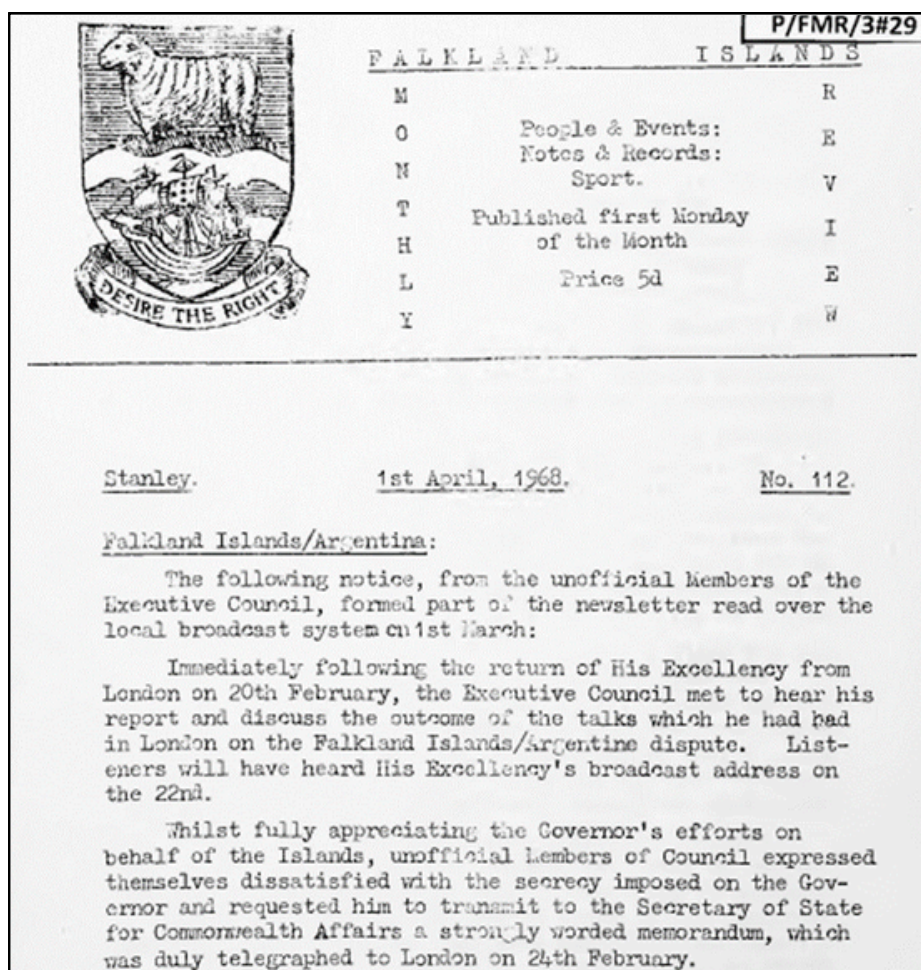 P/FMR/3#29
FALKLAND ISLANDS
MONTHLY
REVIEW
People & Events:
Notes & Records:
Sport.
Published first Monday
of the Month
Price 5d
DESIRE THE RIGHT
Stanley. 1st April, 1968. No. 112.
Falkland Islands/Argentina:
The following notice, from the unofficial Members of the
Executive Council, formed part of the newsletter read over the
local broadcast system on 1st March:
Immediately following the return of His Excellency from
London on 20th February, the Executive Council met to hear his
report and discuss the outcome of the talks which he had had
in London on the Falkland Islands/Argentine dispute. List-
eners will have heard His Excellency's broadcast address on
the 22nd.
Whilst fully appreciating the Governor's efforts on
behalf of the Islands, unofficial Members of Council expressed
themselves dissatisfied with the secrecy imposed on the Gov-
ernor and requested him to transmit to the Secretary of State
for Commonwealth Affairs a strongly worded memorandum, which
was duly telegraphed to London on 24th February.